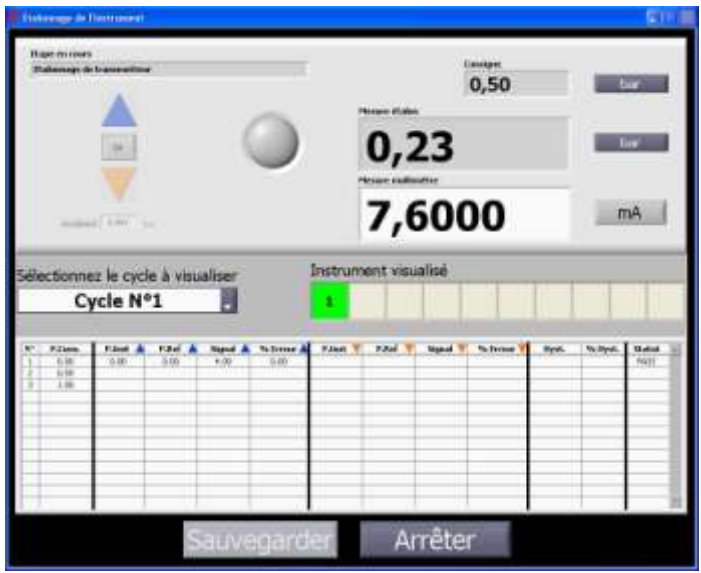 Etalonnage de l'instrument
Etape en cours
Etalonnage de transmetteur
Consigne
0,50
bar
Mesure étalon
0,23
bar
Mesure multimètre
7,6000
mA
Sélectionnez le cycle à visualiser
Instrument visualisé
Cycle N°1
1
N° P.Cons. P.Inst P.Ref Signal % Erreur P.Inst P.Ref Signal % Erreur Hyst. % Hyst. Statut
1 0.00 0.00 0.00 4.00 0.00
2 0.50
3 1.00
Sauvegarder
Arrêter